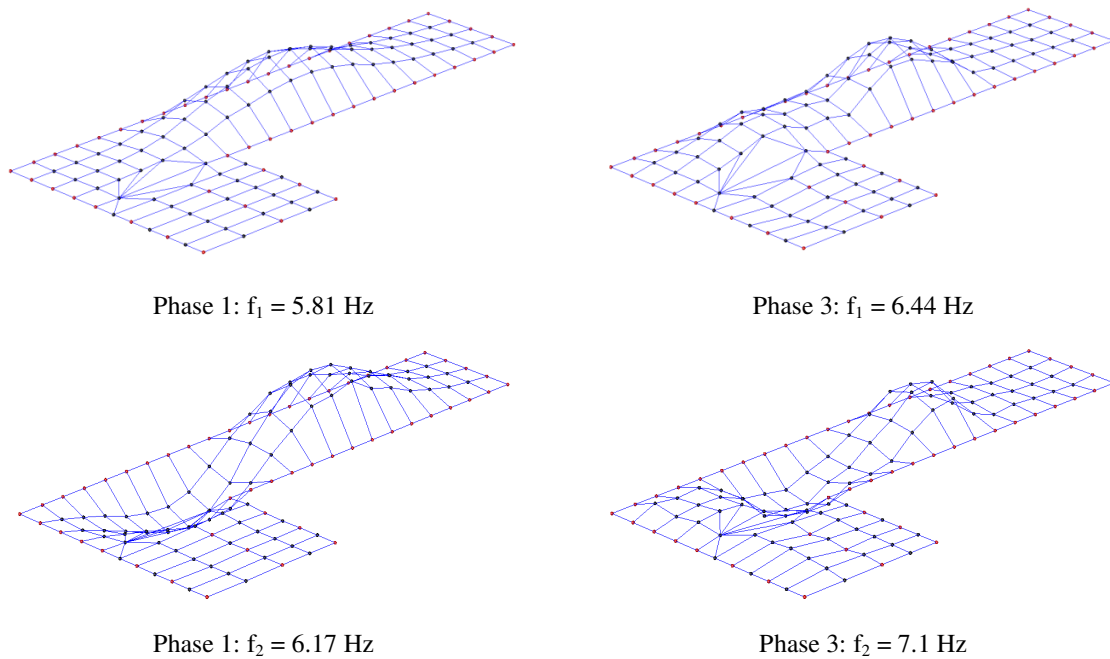 Phase 1: f₁ = 5.81 Hz
Phase 3: f₁ = 6.44 Hz
Phase 1: f₂ = 6.17 Hz
Phase 3: f₂ = 7.1 Hz